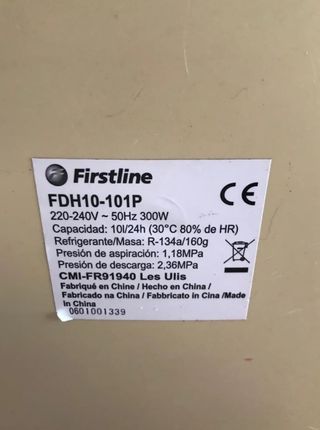 Firstline
FDH10-101P
220-240V ~ 50Hz 300W
Capacidad: 10l/24h (30°C 80% de HR)
Refrigerante/Masa: R-134a/160g
Presión de aspiración: 1,18MPa
Presión de descarga: 2,36MPa
CMI-FR91940 Les Ulis
Fabriqué en Chine / Hecho en China /
Fabricado na China / Fabbricato in Cina /Made
in China
0601001339
CE